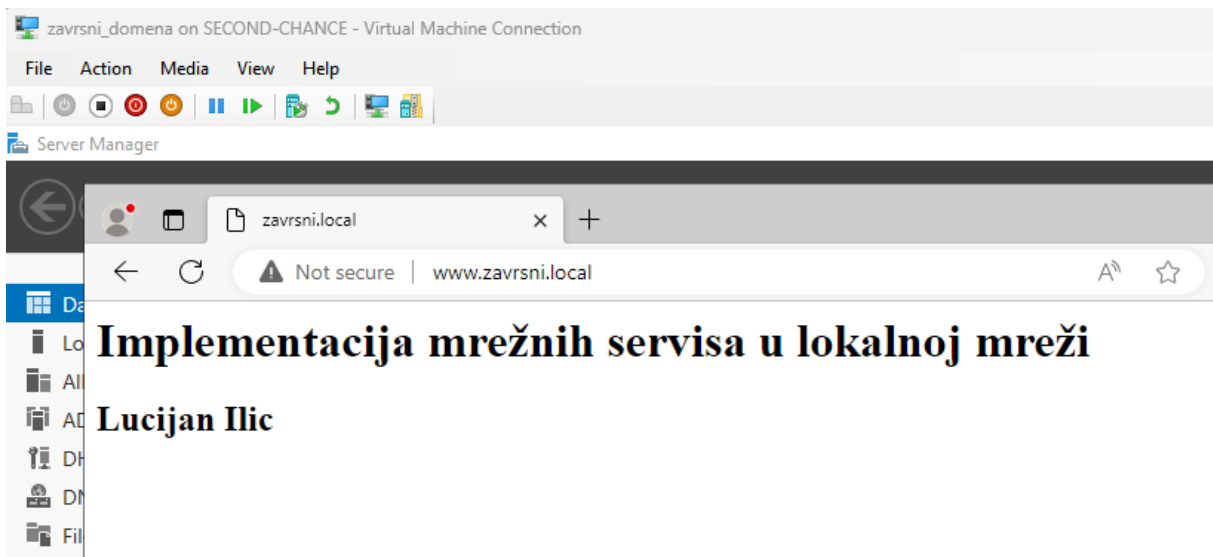 zavrsni_domena on SECOND-CHANCE - Virtual Machine Connection
File Action Media View Help
Server Manager
zavrsni.local
Not secure www.zavrsni.local
Implementacija mrežnih servisa u lokalnoj mreži
Lucijan Ilic